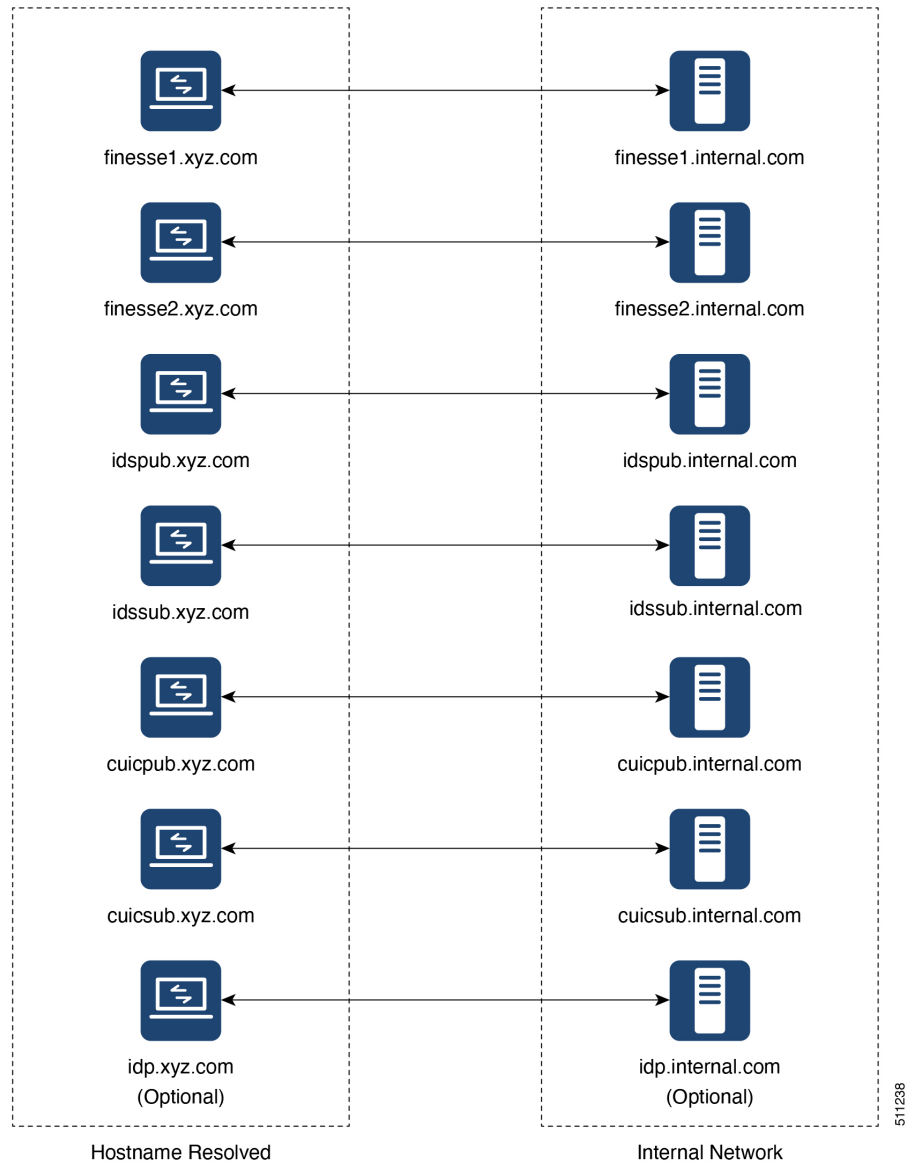 finesse1.xyz.com
finesse1.internal.com
finesse2.xyz.com
finesse2.internal.com
idspub.xyz.com
idspub.internal.com
idssub.xyz.com
idssub.internal.com
cuicpub.xyz.com
cuicpub.internal.com
cuicsub.xyz.com
cuicsub.internal.com
idp.xyz.com
(Optional)
idp.internal.com
(Optional)
Hostname Resolved
Internal Network
511238